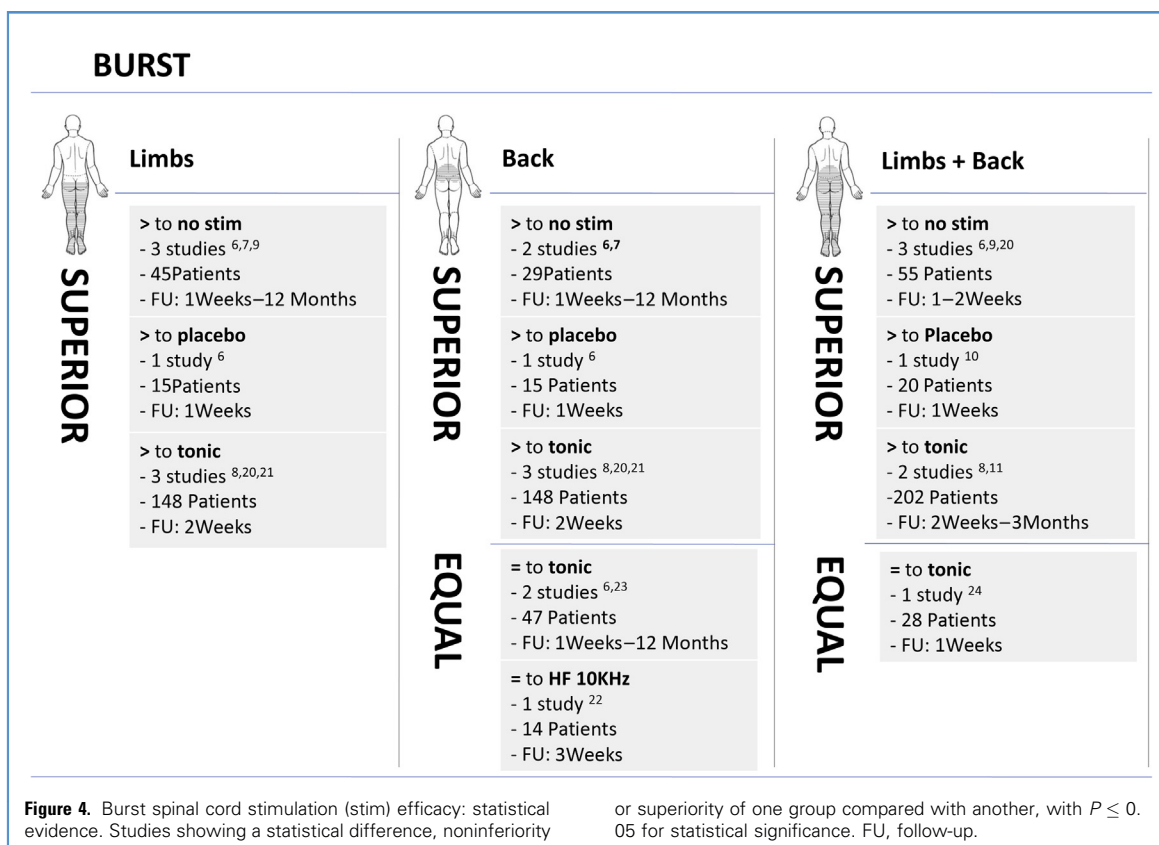 BURST
Limbs
SUPERIOR
> to no stim
- 3 studies 6,7,9
- 45Patients
- FU: 1Weeks–12 Months
> to placebo
- 1 study 6
- 15Patients
- FU: 1Weeks
> to tonic
- 3 studies 8,20,21
- 148 Patients
- FU: 2Weeks
Back
SUPERIOR
> to no stim
- 2 studies 6,7
- 29Patients
- FU: 1Weeks–12 Months
> to placebo
- 1 study 6
- 15 Patients
- FU: 1Weeks
> to tonic
- 3 studies 8,20,21
- 148 Patients
- FU: 2Weeks
EQUAL
= to tonic
- 2 studies 6,23
- 47 Patients
- FU: 1Weeks–12 Months
= to HF 10KHz
- 1 study 22
- 14 Patients
- FU: 3Weeks
Limbs + Back
SUPERIOR
> to no stim
- 3 studies 6,9,20
- 55 Patients
- FU: 1–2Weeks
> to Placebo
- 1 study 10
- 20 Patients
- FU: 1Weeks
> to tonic
- 2 studies 8,11
-202 Patients
- FU: 2Weeks–3Months
EQUAL
= to tonic
- 1 study 24
- 28 Patients
- FU: 1Weeks
Figure 4. Burst spinal cord stimulation (stim) efficacy: statistical
evidence. Studies showing a statistical difference, noninferiority
or superiority of one group compared with another, with P ≤ 0.
05 for statistical significance. FU, follow-up.